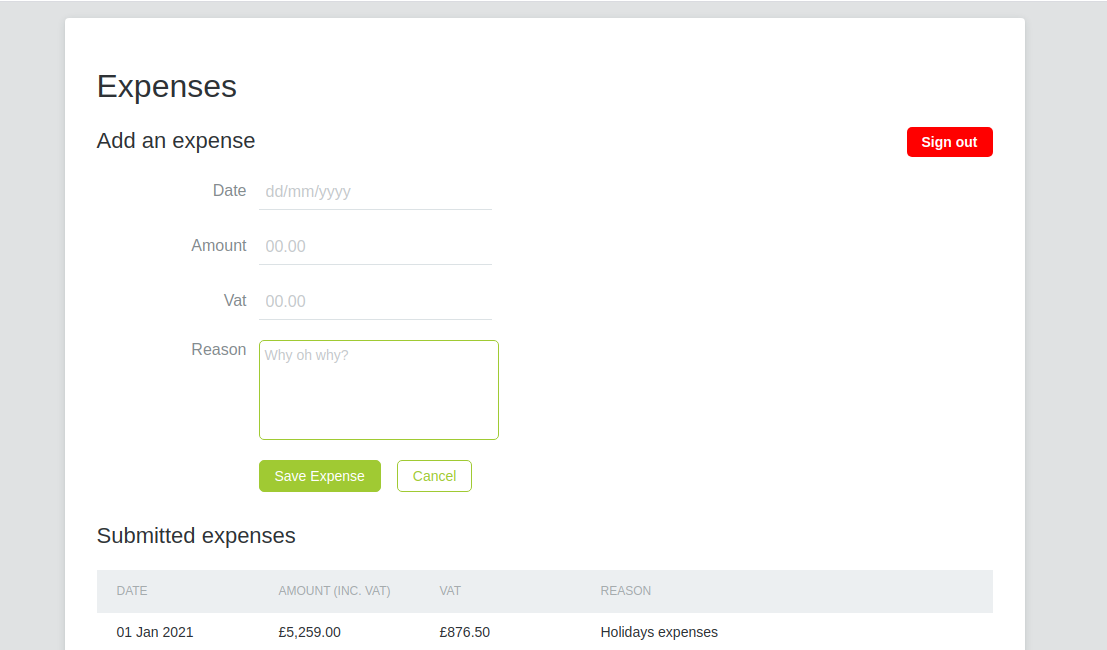 Expenses
Add an expense
Sign out
Date dd/mm/yyyy
Amount 00.00
Vat 00.00
Reason Why oh why?
Save Expense Cancel
Submitted expenses
DATE AMOUNT (INC. VAT) VAT REASON
01 Jan 2021 £5,259.00 £876.50 Holidays expenses